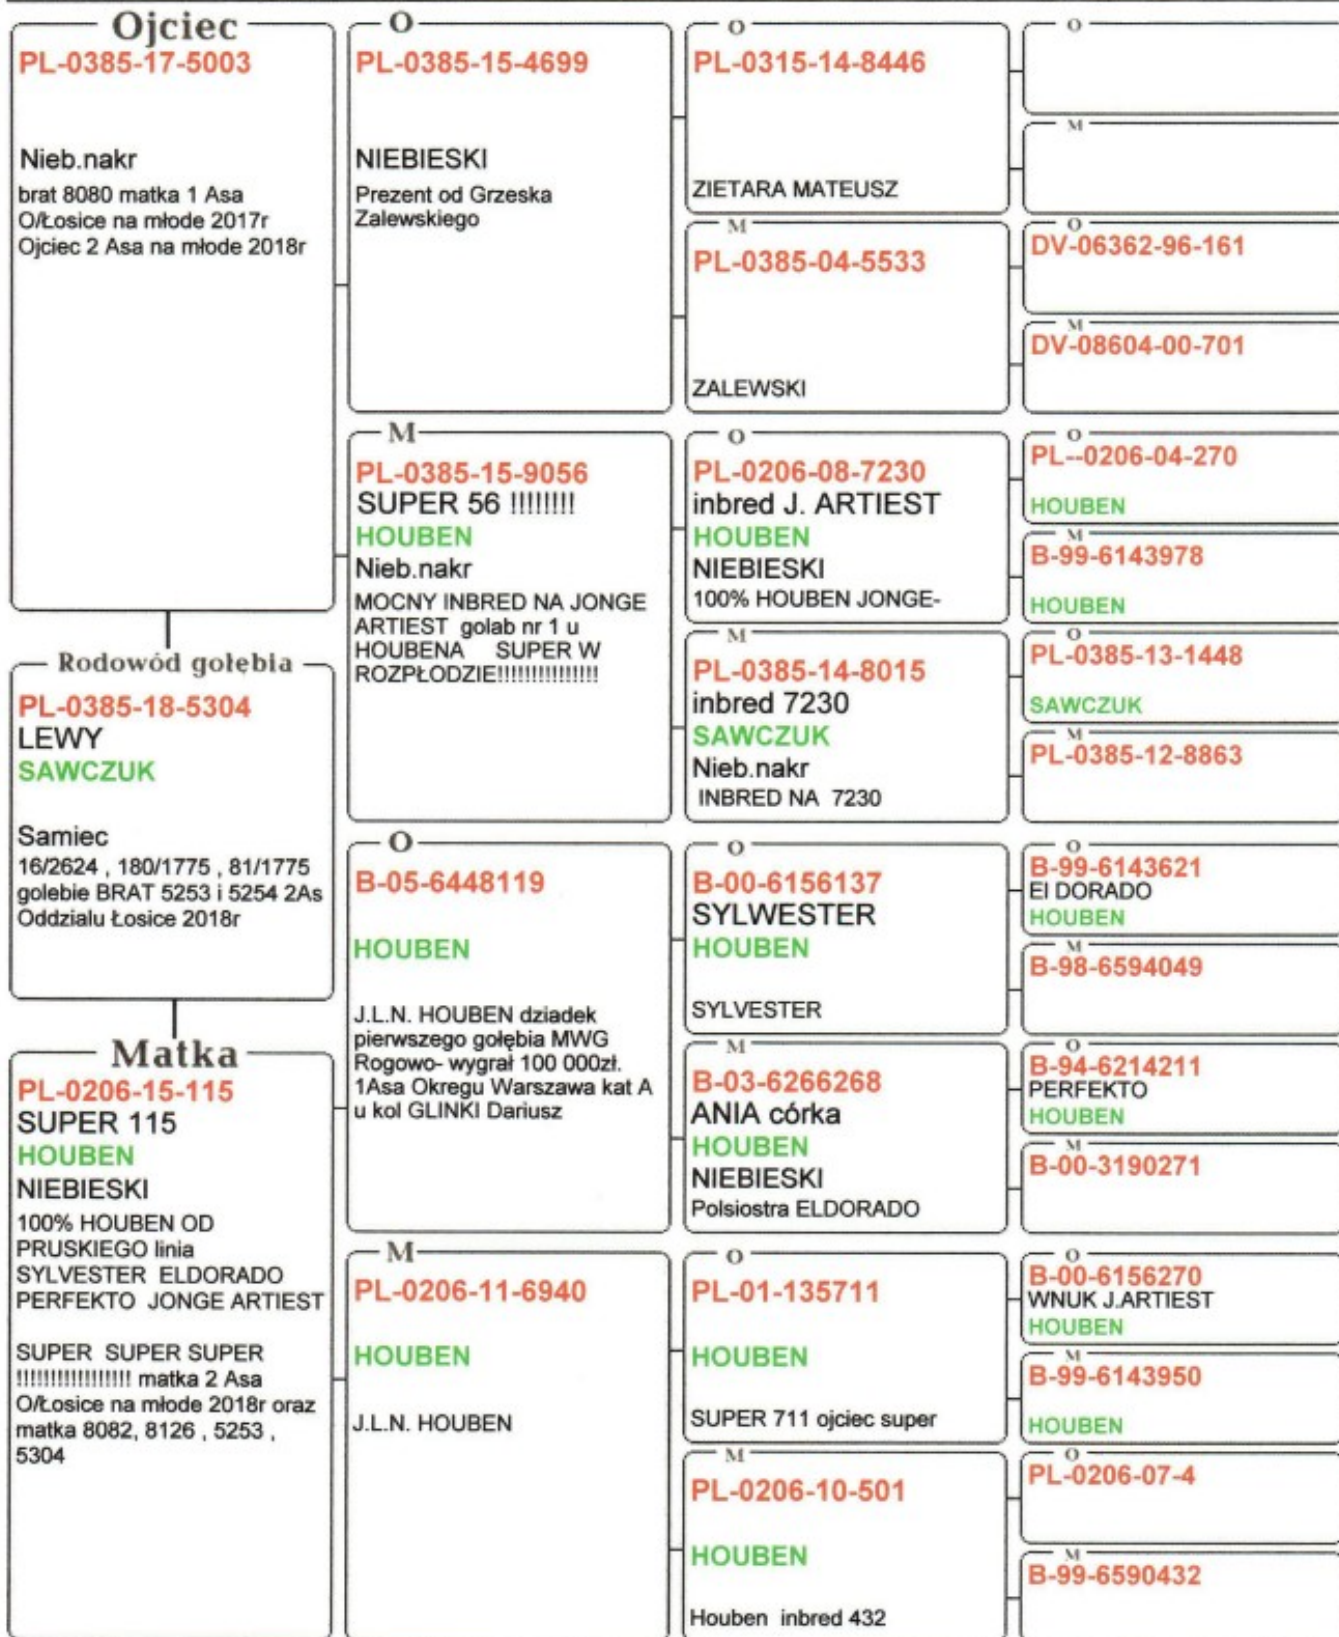 Ojciec
PL-0385-17-5003
Nieb.nakr
brat 8080 matka 1 Asa
O/Łosice na młode 2017r
Ojciec 2 Asa na młode 2018r
Rodowód gołębia
PL-0385-18-5304
LEWY
SAWCZUK
Samiec
16/2624 , 180/1775 , 81/1775
golebie BRAT 5253 i 5254 2As
Oddzialu Łosice 2018r
Matka
PL-0206-15-115
SUPER 115
HOUBEN
NIEBIESKI
100% HOUBEN OD
PRUSKIEGO linia
SYLVESTER ELDORADO
PERFEKTO JONGE ARTIEST
SUPER SUPER SUPER
!!!!!!!!!!!!!!!!! matka 2 Asa
O/Łosice na młode 2018r oraz
matka 8082, 8126 , 5253 ,
5304
O
PL-0385-15-4699
NIEBIESKI
Prezent od Grzeska
Zalewskiego
M
PL-0385-15-9056
SUPER 56 !!!!!!!!
HOUBEN
Nieb.nakr
MOCNY INBRED NA JONGE
ARTIEST golab nr 1 u
HOUBENA SUPER W
ROZPŁODZIE!!!!!!!!!!!!!!!
O
B-05-6448119
HOUBEN
J.L.N. HOUBEN dziadek
pierwszego gołębia MWG
Rogowo- wygrał 100 000zł.
1Asa Okregu Warszawa kat A
u kol GLINKI Dariusz
M
PL-0206-11-6940
HOUBEN
J.L.N. HOUBEN
O
PL-0315-14-8446
ZIETARA MATEUSZ
M
PL-0385-04-5533
ZALEWSKI
O
PL-0206-08-7230
inbred J. ARTIEST
HOUBEN
NIEBIESKI
100% HOUBEN JONGE-
M
PL-0385-14-8015
inbred 7230
SAWCZUK
Nieb.nakr
INBRED NA 7230
O
B-00-6156137
SYLWESTER
HOUBEN
SYLVESTER
M
B-03-6266268
ANIA córka
HOUBEN
NIEBIESKI
Polsiostra ELDORADO
O
PL-01-135711
HOUBEN
SUPER 711 ojciec super
M
PL-0206-10-501
HOUBEN
Houben inbred 432
O
M
O
DV-06362-96-161
M
DV-08604-00-701
O
PL--0206-04-270
HOUBEN
M
B-99-6143978
HOUBEN
O
PL-0385-13-1448
SAWCZUK
M
PL-0385-12-8863
O
B-99-6143621
El DORADO
HOUBEN
M
B-98-6594049
O
B-94-6214211
PERFEKTO
HOUBEN
M
B-00-3190271
O
B-00-6156270
WNUK J.ARTIEST
HOUBEN
M
B-99-6143950
HOUBEN
O
PL-0206-07-4
M
B-99-6590432